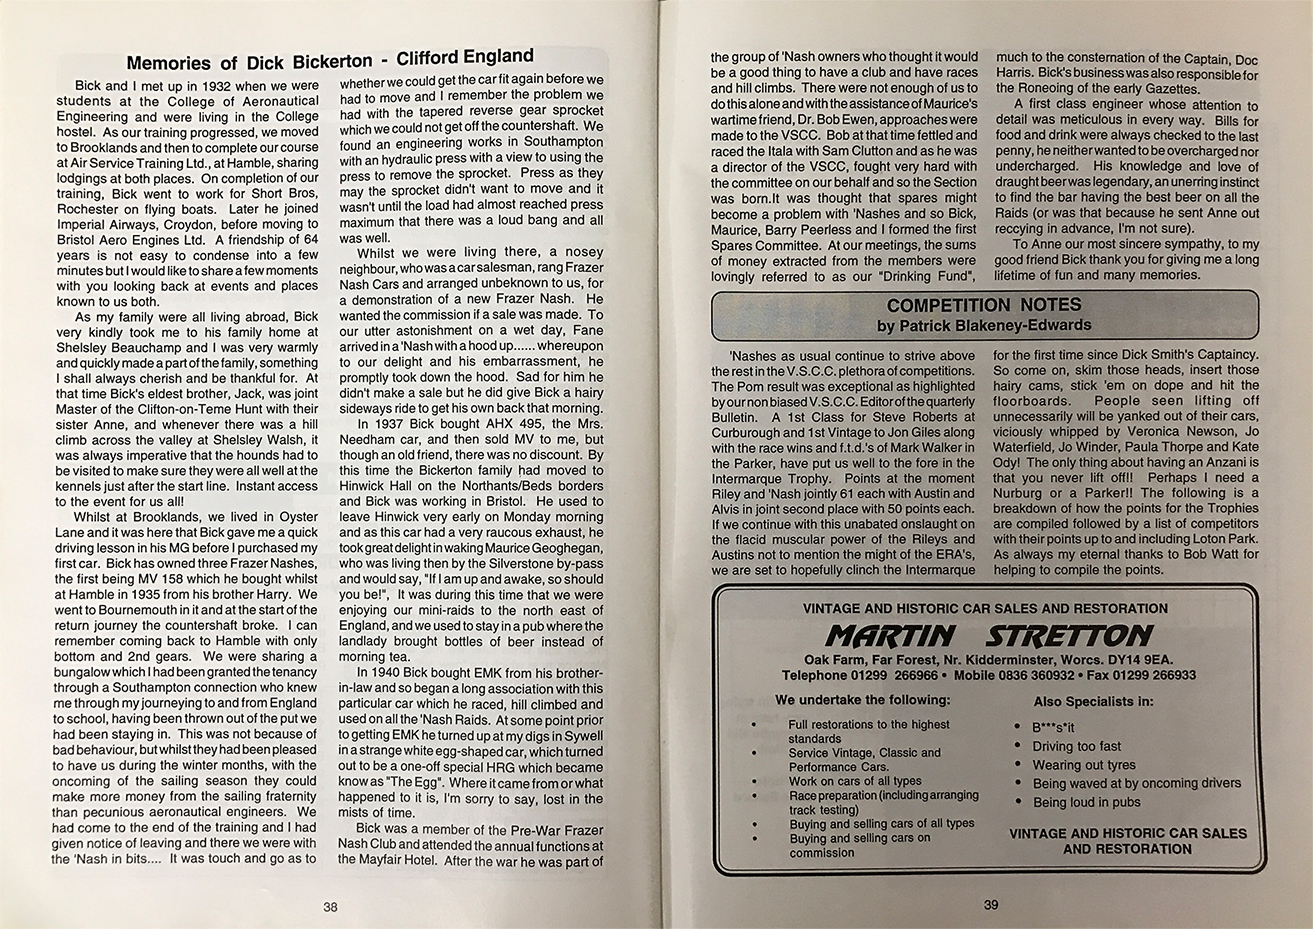 Memories of Dick Bickerton - Clifford England
Bick and I met up in 1932 when we were
students at the College of Aeronautical
Engineering and were living in the College
hostel. As our training progressed, we moved
to Brooklands and then to complete our course
at Air Service Training Ltd., at Hamble, sharing
lodgings at both places. On completion of our
training, Bick went to work for Short Bros,
Rochester on flying boats. Later he joined
Imperial Airways, Croydon, before moving to
Bristol Aero Engines Ltd. A friendship of 64
years is not easy to condense into a few
minutes but I would like to share a few moments
with you looking back at events and places
known to us both.
As my family were all living abroad, Bick
very kindly took me to his family home at
Shelsley Beauchamp and I was very warmly
and quickly made a part of the family, something
I shall always cherish and be thankful for. At
that time Bick's eldest brother, Jack, was joint
Master of the Clifton-on-Teme Hunt with their
sister Anne, and whenever there was a hill
climb across the valley at Shelsley Walsh, it
was always imperative that the hounds had to
be visited to make sure they were all well at the
kennels just after the start line. Instant access
to the event for us all!
Whilst at Brooklands, we lived in Oyster
Lane and it was here that Bick gave me a quick
driving lesson in his MG before I purchased my
first car. Bick has owned three Frazer Nashes,
the first being MV 158 which he bought whilst
at Hamble in 1935 from his brother Harry. We
went to Bournemouth in it and at the start of the
return journey the countershaft broke. I can
remember coming back to Hamble with only
bottom and 2nd gears. We were sharing a
bungalow which I had been granted the tenancy
through a Southampton connection who knew
me through my journeying to and from England
to school, having been thrown out of the put we
had been staying in. This was not because of
bad behaviour, but whilst they had been pleased
to have us during the winter months, with the
oncoming of the sailing season they could
make more money from the sailing fraternity
than pecunious aeronautical engineers. We
had come to the end of the training and I had
given notice of leaving and there we were with
the 'Nash in bits.... It was touch and go as to
whether we could get the car fit again before we
had to move and I remember the problem we
had with the tapered reverse gear sprocket
which we could not get off the countershaft. We
found an engineering works in Southampton
with an hydraulic press with a view to using the
press to remove the sprocket. Press as they
may the sprocket didn't want to move and it
wasn't until the load had almost reached press
maximum that there was a loud bang and all
was well.
Whilst we were living there, a nosey
neighbour, who was a car salesman, rang Frazer
Nash Cars and arranged unbeknown to us, for
a demonstration of a new Frazer Nash. He
wanted the commission if a sale was made. To
our utter astonishment on a wet day, Fane
arrived in a 'Nash with a hood up...... whereupon
to our delight and his embarrassment, he
promptly took down the hood. Sad for him he
didn't make a sale but he did give Bick a hairy
sideways ride to get his own back that morning.
In 1937 Bick bought AHX 495, the Mrs.
Needham car, and then sold MV to me, but
though an old friend, there was no discount. By
this time the Bickerton family had moved to
Hinwick Hall on the Northants/Beds borders
and Bick was working in Bristol. He used to
leave Hinwick very early on Monday morning
and as this car had a very raucous exhaust, he
took great delight in waking Maurice Geoghegan,
who was living then by the Silverstone by-pass
and would say, "If I am up and awake, so should
you be!", It was during this time that we were
enjoying our mini-raids to the north east of
England, and we used to stay in a pub where the
landlady brought bottles of beer instead of
morning tea.
In 1940 Bick bought EMK from his brother-
in-law and so began a long association with this
particular car which he raced, hill climbed and
used on all the 'Nash Raids. At some point prior
to getting EMK he turned up at my digs in Sywell
in a strange white egg-shaped car, which turned
out to be a one-off special HRG which became
know as "The Egg". Where it came from or what
happened to it is, I'm sorry to say, lost in the
mists of time.
Bick was a member of the Pre-War Frazer
Nash Club and attended the annual functions at
the Mayfair Hotel. After the war he was part of
38
the group of 'Nash owners who thought it would
be a good thing to have a club and have races
and hill climbs. There were not enough of us to
do this alone and with the assistance of Maurice's
wartime friend, Dr. Bob Ewen, approaches were
made to the VSCC. Bob at that time fettled and
raced the Itala with Sam Clutton and as he was
a director of the VSCC, fought very hard with
the committee on our behalf and so the Section
was born.It was thought that spares might
become a problem with 'Nashes and so Bick,
Maurice, Barry Peerless and I formed the first
Spares Committee. At our meetings, the sums
of money extracted from the members were
lovingly referred to as our "Drinking Fund",
much to the consternation of the Captain, Doc
Harris. Bick's business was also responsible for
the Roneoing of the early Gazettes.
A first class engineer whose attention to
detail was meticulous in every way. Bills for
food and drink were always checked to the last
penny, he neither wanted to be overcharged nor
undercharged. His knowledge and love of
draught beer was legendary, an unerring instinct
to find the bar having the best beer on all the
Raids (or was that because he sent Anne out
reccying in advance, I'm not sure).
To Anne our most sincere sympathy, to my
good friend Bick thank you for giving me a long
lifetime of fun and many memories.
COMPETITION NOTES
by Patrick Blakeney-Edwards
'Nashes as usual continue to strive above
the rest in the V.S.C.C. plethora of competitions.
The Pom result was exceptional as highlighted
by our non biased V.S.C.C. Editor of the quarterly
Bulletin. A 1st Class for Steve Roberts at
Curburough and 1st Vintage to Jon Giles along
with the race wins and f.t.d.'s of Mark Walker in
the Parker, have put us well to the fore in the
Intermarque Trophy. Points at the moment
Riley and 'Nash jointly 61 each with Austin and
Alvis in joint second place with 50 points each.
If we continue with this unabated onslaught on
the flacid muscular power of the Rileys and
Austins not to mention the might of the ERA's,
we are set to hopefully clinch the Intermarque
for the first time since Dick Smith's Captaincy.
So come on, skim those heads, insert those
hairy cams, stick 'em on dope and hit the
floorboards. People seen lifting off
unnecessarily will be yanked out of their cars,
viciously whipped by Veronica Newson, Jo
Waterfield, Jo Winder, Paula Thorpe and Kate
Ody! The only thing about having an Anzani is
that you never lift off!! Perhaps I need a
Nurburg or a Parker!! The following is a
breakdown of how the points for the Trophies
are compiled followed by a list of competitors
with their points up to and including Loton Park.
As always my eternal thanks to Bob Watt for
helping to compile the points.
VINTAGE AND HISTORIC CAR SALES AND RESTORATION
MARTIN STRETTON
Oak Farm, Far Forest, Nr. Kidderminster, Worcs. DY14 9EA.
Telephone 01299 266966 • Mobile 0836 360932 • Fax 01299 266933
We undertake the following:
• Full restorations to the highest
standards
• Service Vintage, Classic and
Performance Cars.
• Work on cars of all types
• Race preparation (including arranging
track testing)
• Buying and selling cars of all types
• Buying and selling cars on
commission
Also Specialists in:
• B***s*it
• Driving too fast
• Wearing out tyres
• Being waved at by oncoming drivers
• Being loud in pubs
VINTAGE AND HISTORIC CAR SALES
AND RESTORATION
39